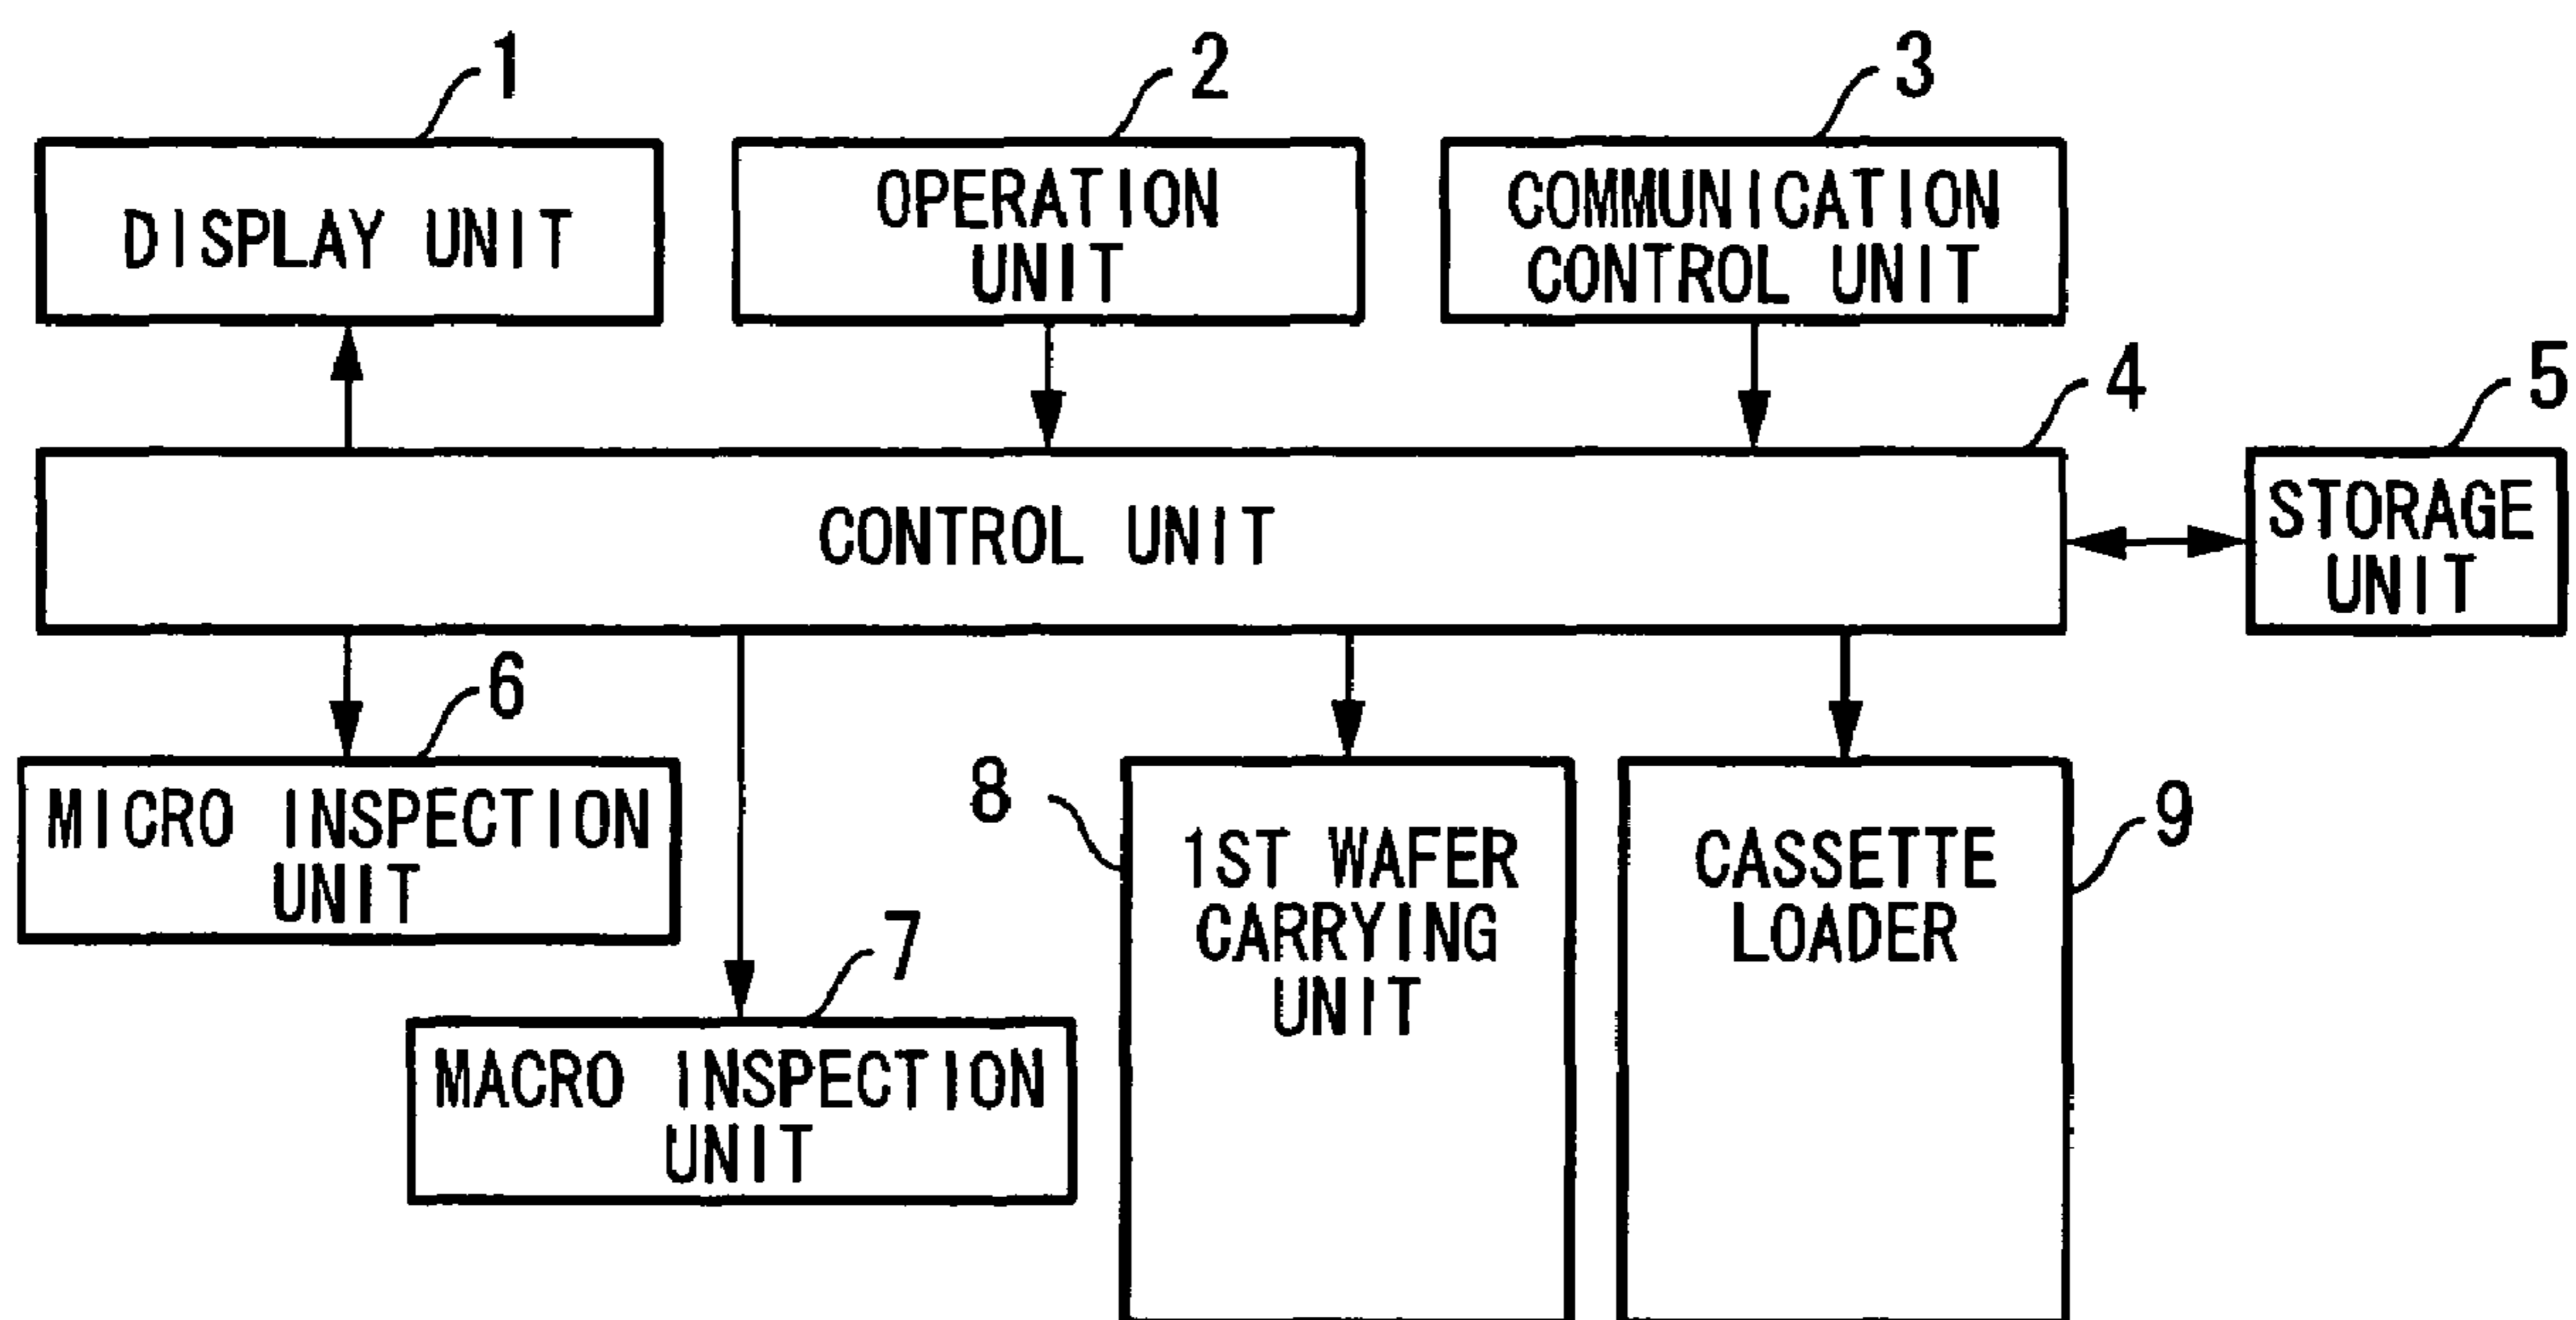 1
2
3
DISPLAY UNIT
OPERATION
UNIT
COMMUNICATION
CONTROL UNIT
4
5
CONTROL UNIT
STORAGE
UNIT
6
MICRO INSPECTION
UNIT
7
MACRO INSPECTION
UNIT
8
1ST WAFER
CARRYING
UNIT
CASSETTE
LOADER
9